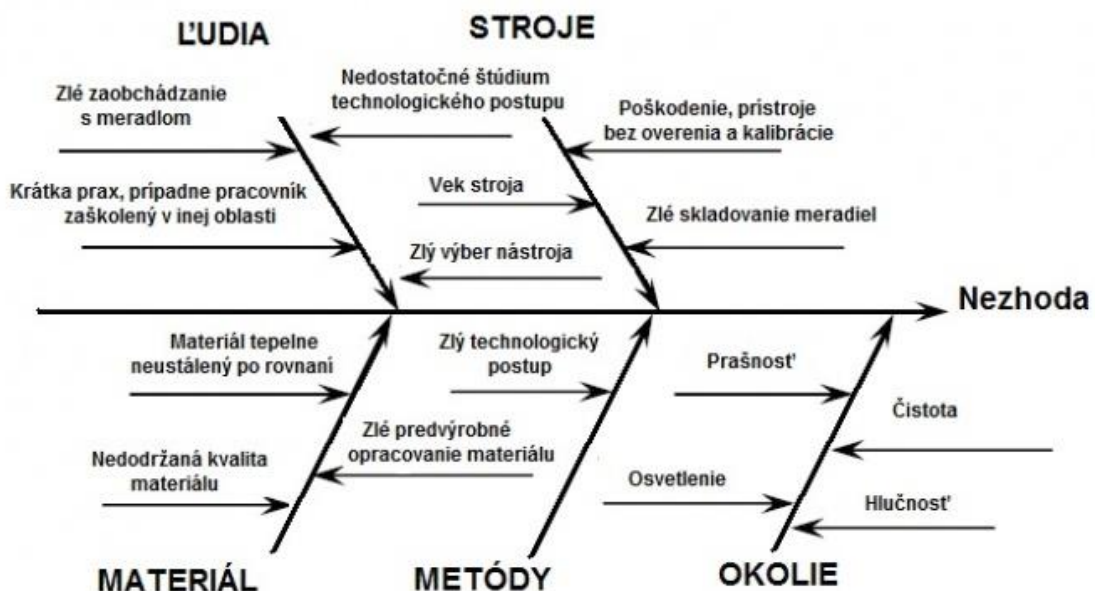 ĽUDIA
STROJE
Zlé zaobchádzanie
s meradlom
Nedostatočné štúdium
technologického postupu
Poškodenie, prístroje
bez overenia a kalibrácie
Krátka prax, prípadne pracovník
zaškolený v inej oblasti
Vek stroja
Zlé skladovanie meradiel
Zlý výber nástroja
Nezhoda
Materiál tepelne
neustálený po rovnaní
Zlý technologický
postup
Prašnosť
Čistota
Zlé predvýrobné
opracovanie materiálu
Nedodržaná kvalita
materiálu
Osvetlenie
Hlučnosť
MATERIÁL
METÓDY
OKOLIE